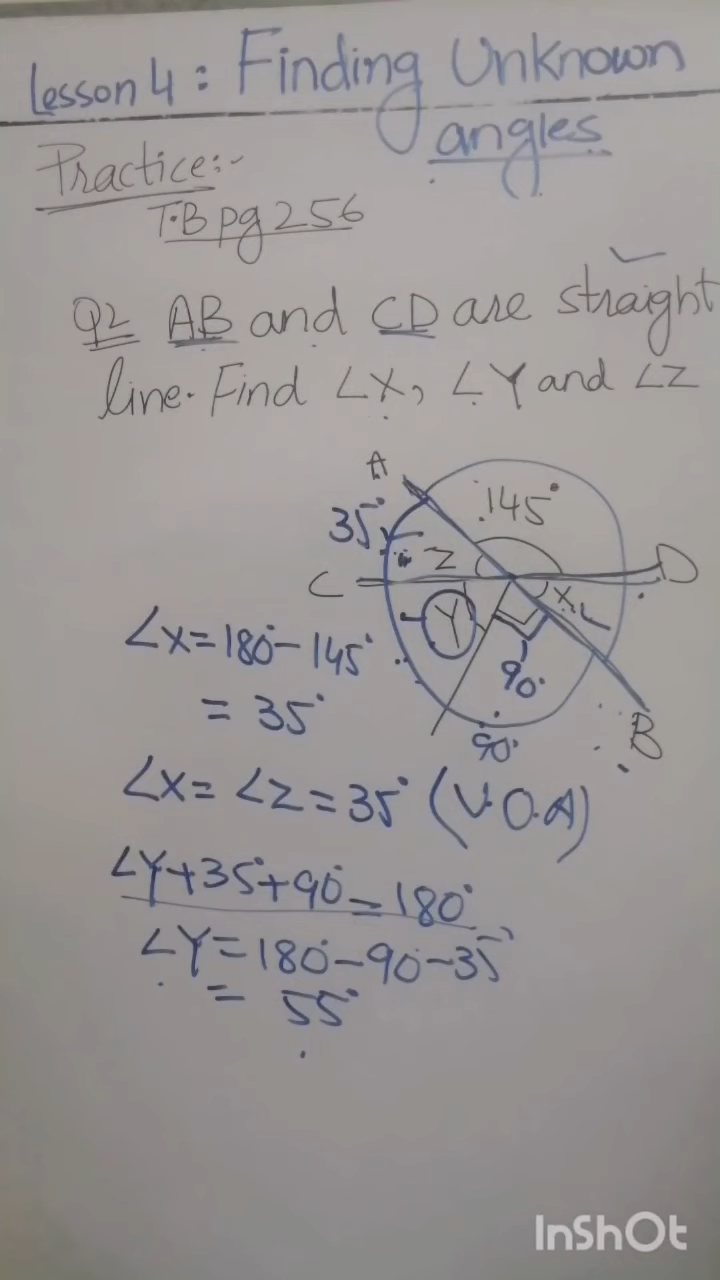 Lesson 4: Finding Unknown
angles
Practice:-
T.B pg 256
Q2 AB and CD are straight
line. Find ∠X, ∠Y and ∠Z
A
145°
35°
Z
D
C
X
Y
90°
B
90°
∠X = 180° - 145°
= 35°
∠X = ∠Z = 35° (V.O.A)
∠Y + 35° + 90° = 180°
∠Y = 180° - 90° - 35°
= 55°
InShOt